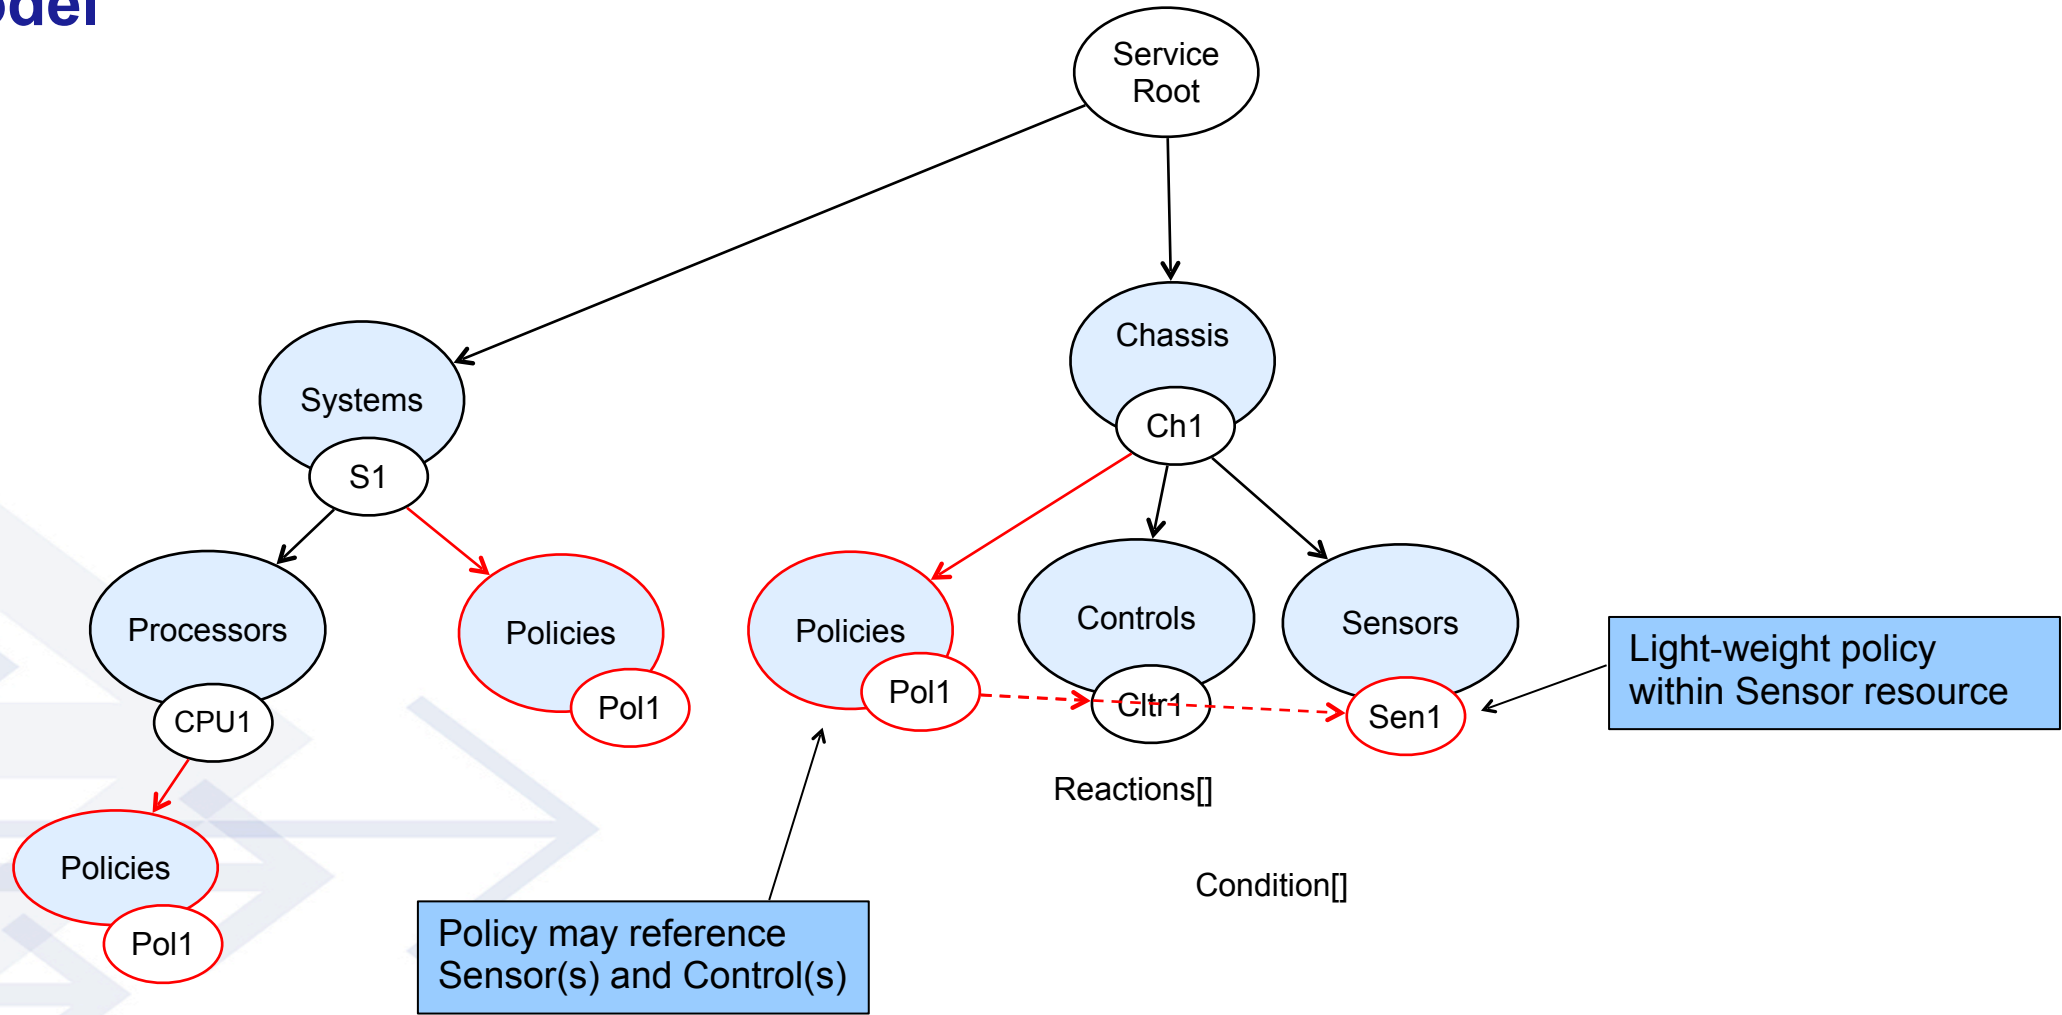 Service
Root
Chassis
Ch1
Systems
S1
Processors
CPU1
Policies
Pol1
Policies
Pol1
Controls
Cltr1
Sensors
Sen1
Light-weight policy
within Sensor resource
Reactions[]
Condition[]
Policies
Pol1
Policy may reference
Sensor(s) and Control(s)